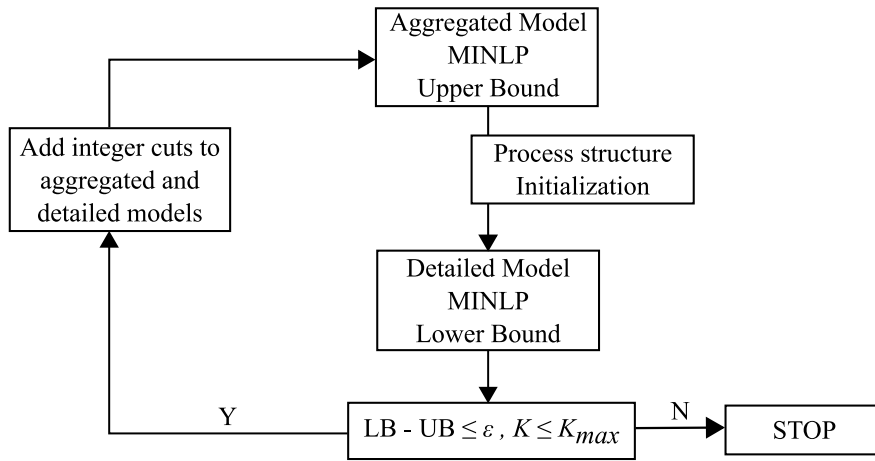 Aggregated Model
MINLP
Upper Bound
Process structure
Initialization
Add integer cuts to
aggregated and
detailed models
Detailed Model
MINLP
Lower Bound
Y
LB - UB ≤ ε , K ≤ Kmax
N
STOP